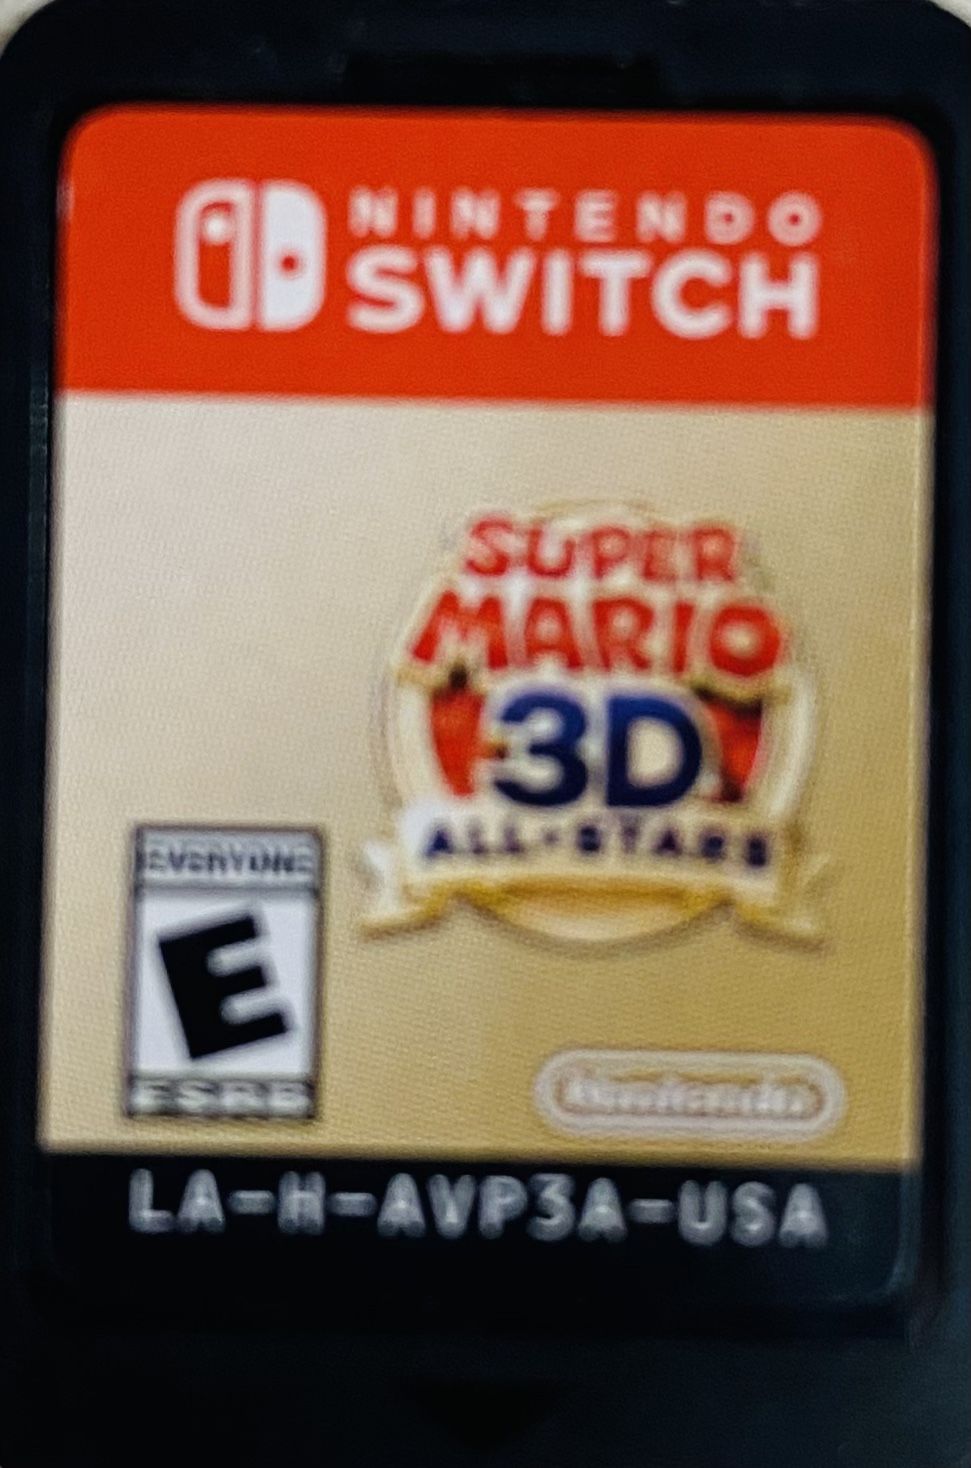 NINTENDO
SWITCH
SUPER
MARIO
3D
ALL-STARS
EVERYONE
E
ESRB
Nintendo
LA-H-AVP3A-USA